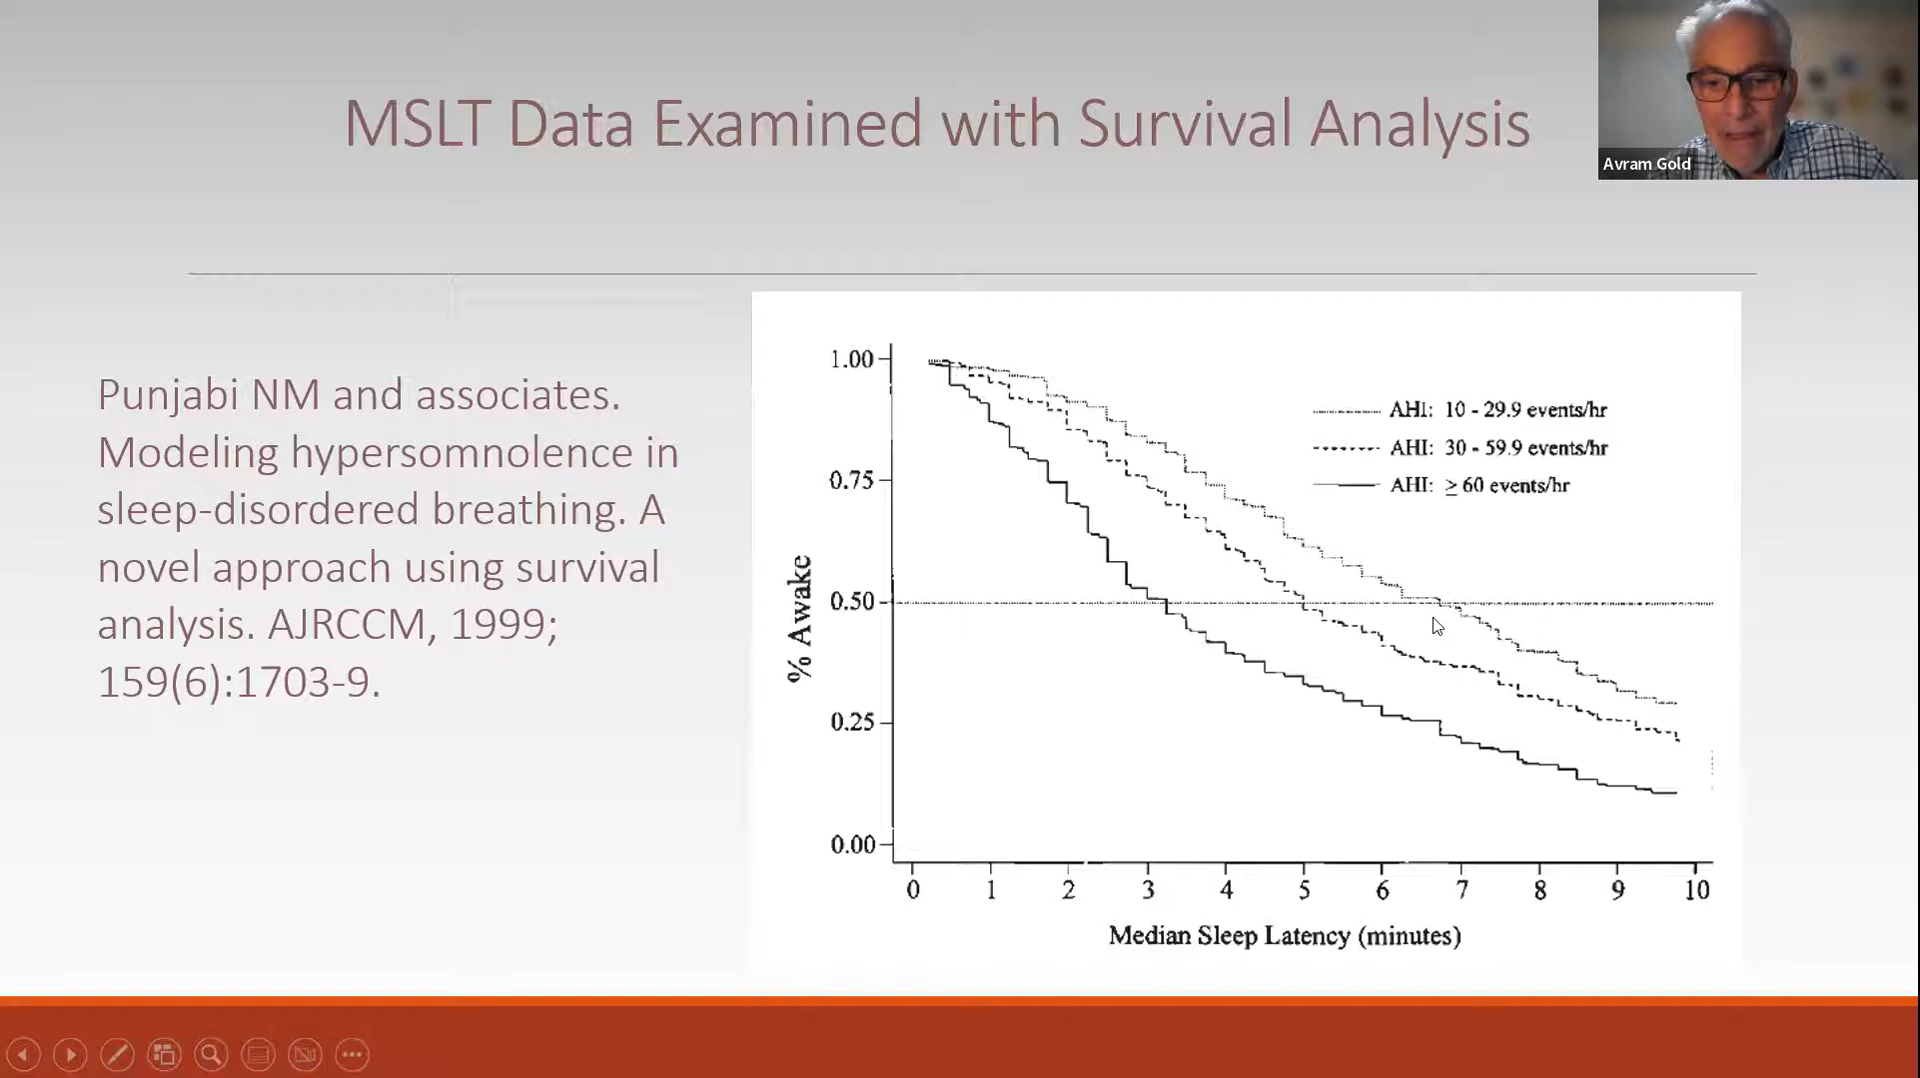 MSLT Data Examined with Survival Analysis
Avram Gold
Punjabi NM and associates.
Modeling hypersomnolence in
sleep-disordered breathing. A
novel approach using survival
analysis. AJRCCM, 1999;
159(6):1703-9.
1.00
0.75
0.50
0.25
0.00
% Awake
AHI: 10 - 29.9 events/hr
AHI: 30 - 59.9 events/hr
AHI: ≥ 60 events/hr
0 1 2 3 4 5 6 7 8 9 10
Median Sleep Latency (minutes)